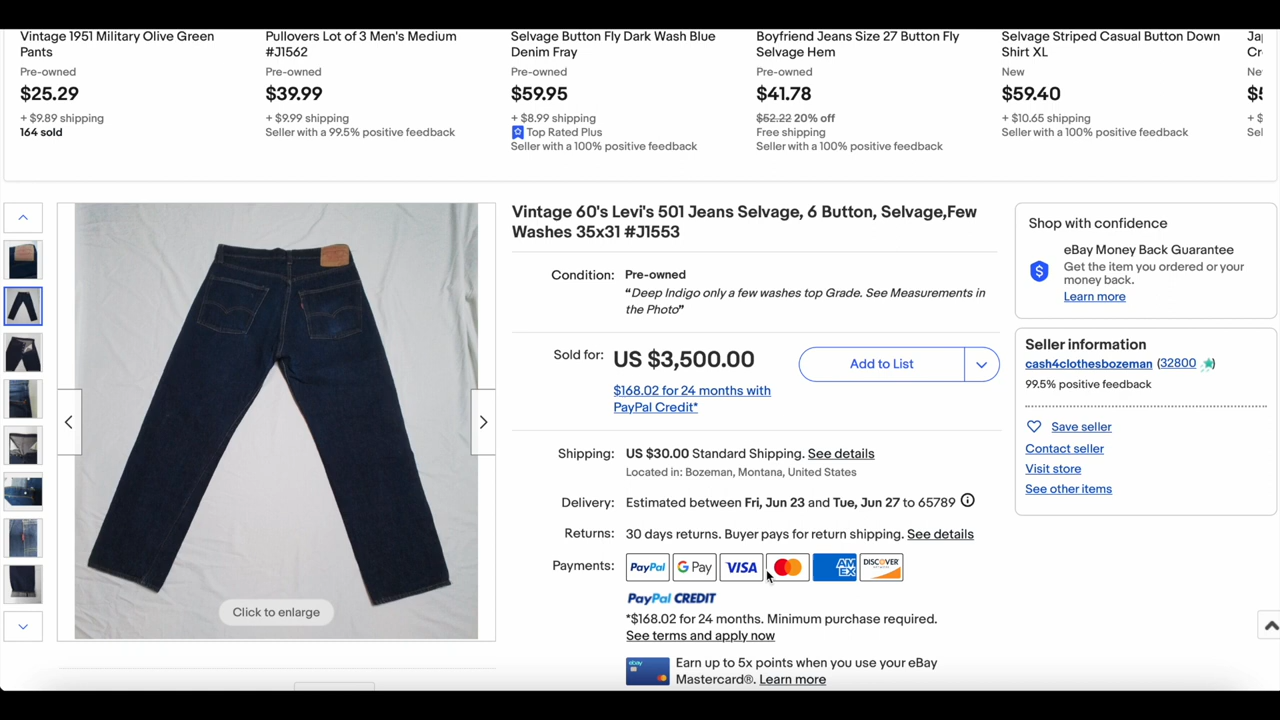 Vintage 1951 Military Olive Green
Pants
Pre-owned
$25.29
+ $9.89 shipping
164 sold
Pullovers Lot of 3 Men's Medium
#J1562
Pre-owned
$39.99
+ $9.99 shipping
Seller with a 99.5% positive feedback
Selvage Button Fly Dark Wash Blue
Denim Fray
Pre-owned
$59.95
+ $8.99 shipping
Top Rated Plus
Seller with a 100% positive feedback
Boyfriend Jeans Size 27 Button Fly
Selvage Hem
Pre-owned
$41.78
$52.22 20% off
Free shipping
Seller with a 100% positive feedback
Selvage Striped Casual Button Down
Shirt XL
New
$59.40
+ $10.65 shipping
Seller with a 100% positive feedback
Click to enlarge
Vintage 60's Levi's 501 Jeans Selvage, 6 Button, Selvage,Few
Washes 35x31 #J1553
Condition: Pre-owned
“Deep Indigo only a few washes top Grade. See Measurements in
the Photo”
Sold for: US $3,500.00
Add to List
$168.02 for 24 months with
PayPal Credit*
Shipping: US $30.00 Standard Shipping. See details
Located in: Bozeman, Montana, United States
Delivery: Estimated between Fri, Jun 23 and Tue, Jun 27 to 65789
Returns: 30 days returns. Buyer pays for return shipping. See details
Payments: PayPal G Pay VISA AM EX DISCOVER
PayPal CREDIT
*$168.02 for 24 months. Minimum purchase required.
See terms and apply now
ebay
Earn up to 5x points when you use your eBay
Mastercard®. Learn more
Shop with confidence
eBay Money Back Guarantee
Get the item you ordered or your
money back.
Learn more
Seller information
cash4clothesbozeman (32800)
99.5% positive feedback
Save seller
Contact seller
Visit store
See other items